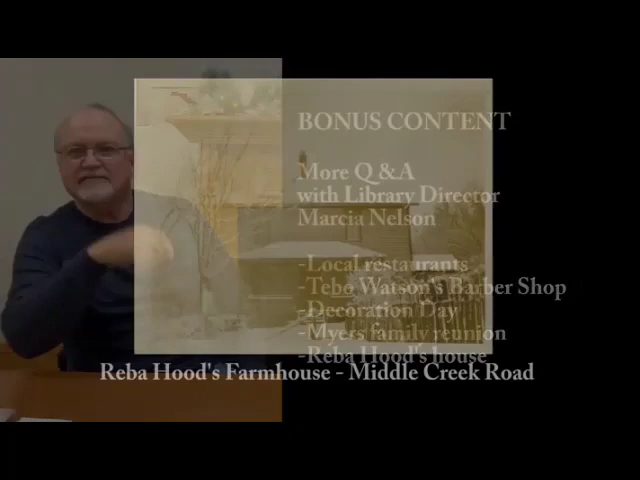 BONUS CONTENT
More Q &A
with Library Director
Marcia Nelson
-Local restaurants
-Tebo Watson's Barber Shop
-Decoration Day
-Myers family reunion
-Reba Hood's house
Reba Hood's Farmhouse - Middle Creek Road